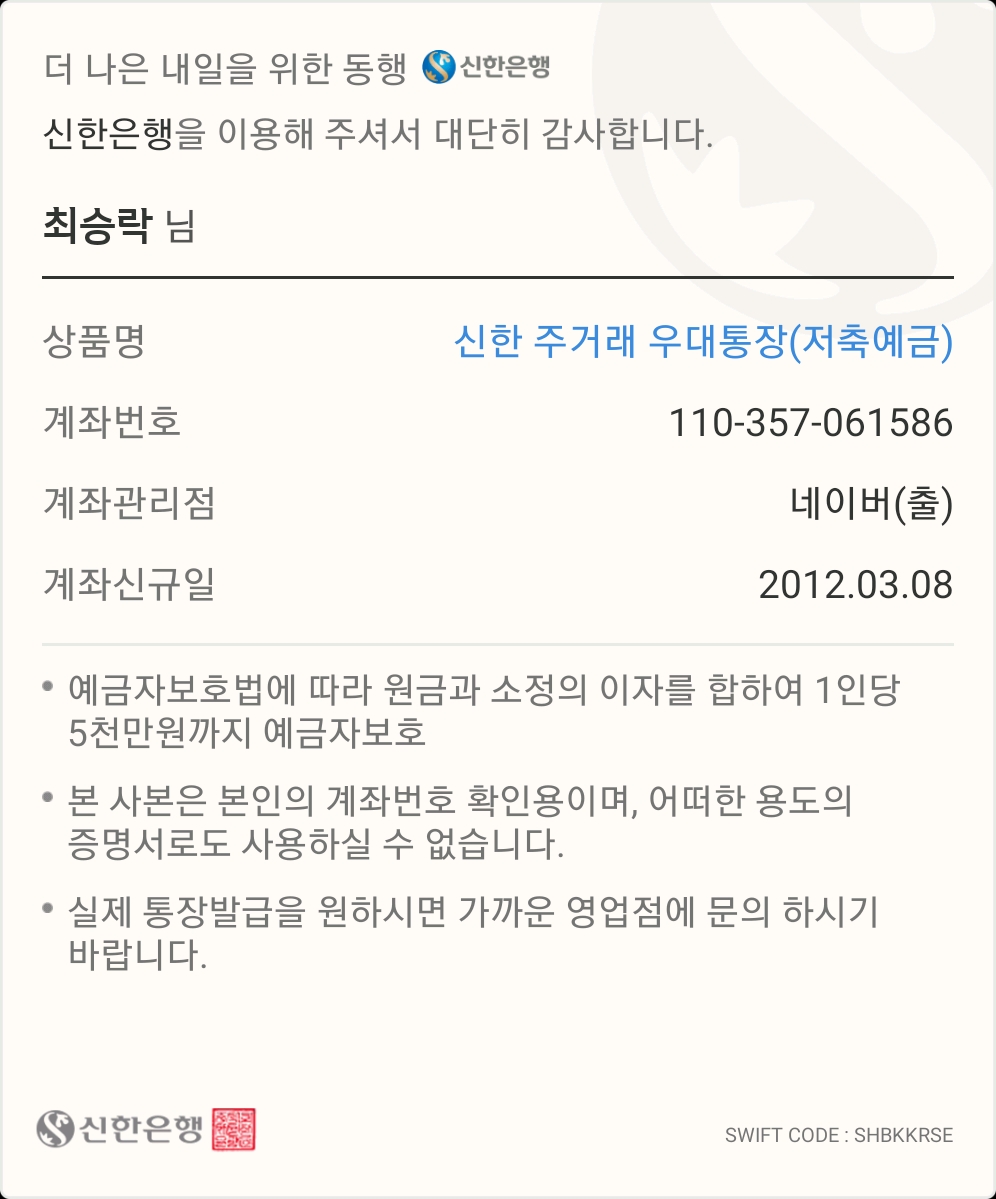 더 나은 내일을 위한 동행 신한은행
신한은행을 이용해 주셔서 대단히 감사합니다.
최승락 님
상품명 신한 주거래 우대통장(저축예금)
계좌번호 110-357-061586
계좌관리점 네이버(출)
계좌신규일 2012.03.08
• 예금자보호법에 따라 원금과 소정의 이자를 합하여 1인당
5천만원까지 예금자보호
• 본 사본은 본인의 계좌번호 확인용이며, 어떠한 용도의
증명서로도 사용하실 수 없습니다.
• 실제 통장발급을 원하시면 가까운 영업점에 문의 하시기
바랍니다.
신한은행
SWIFT CODE : SHBKKRSE